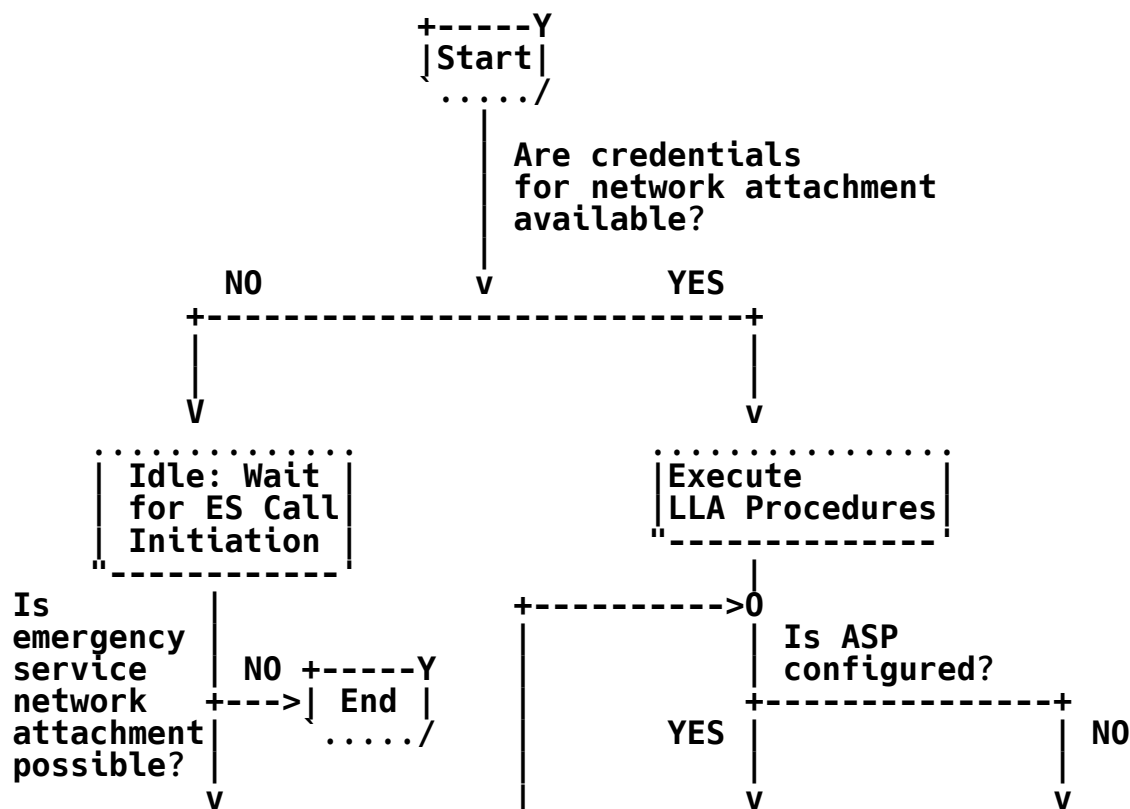 Start
Are credentials
for network attachment
available?
NO YES
Idle: Wait
for ES Call
Initiation
Execute
LLA Procedures
Is
emergency
service
network
attachment
possible?
NO
End
Is ASP
configured?
YES
NO